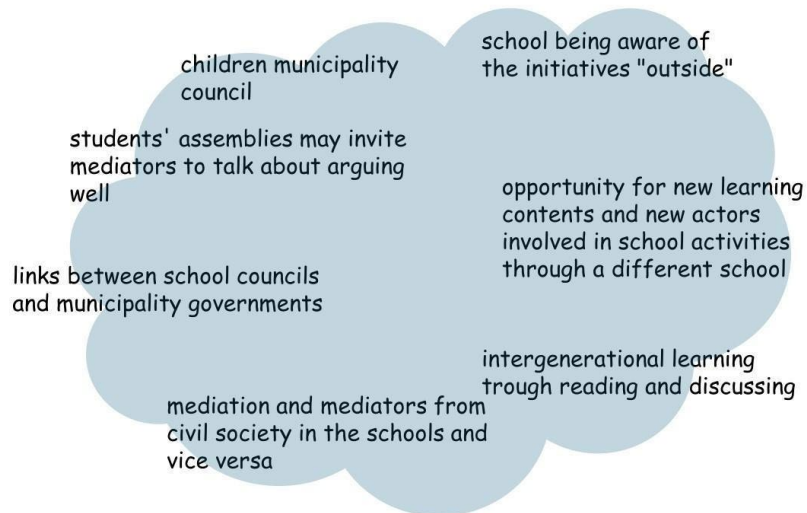 children municipality
council
school being aware of
the initiatives "outside"
students' assemblies may invite
mediators to talk about arguing
well
opportunity for new learning
contents and new actors
involved in school activities
through a different school
links between school councils
and municipality governments
intergenerational learning
trough reading and discussing
mediation and mediators from
civil society in the schools and
vice versa